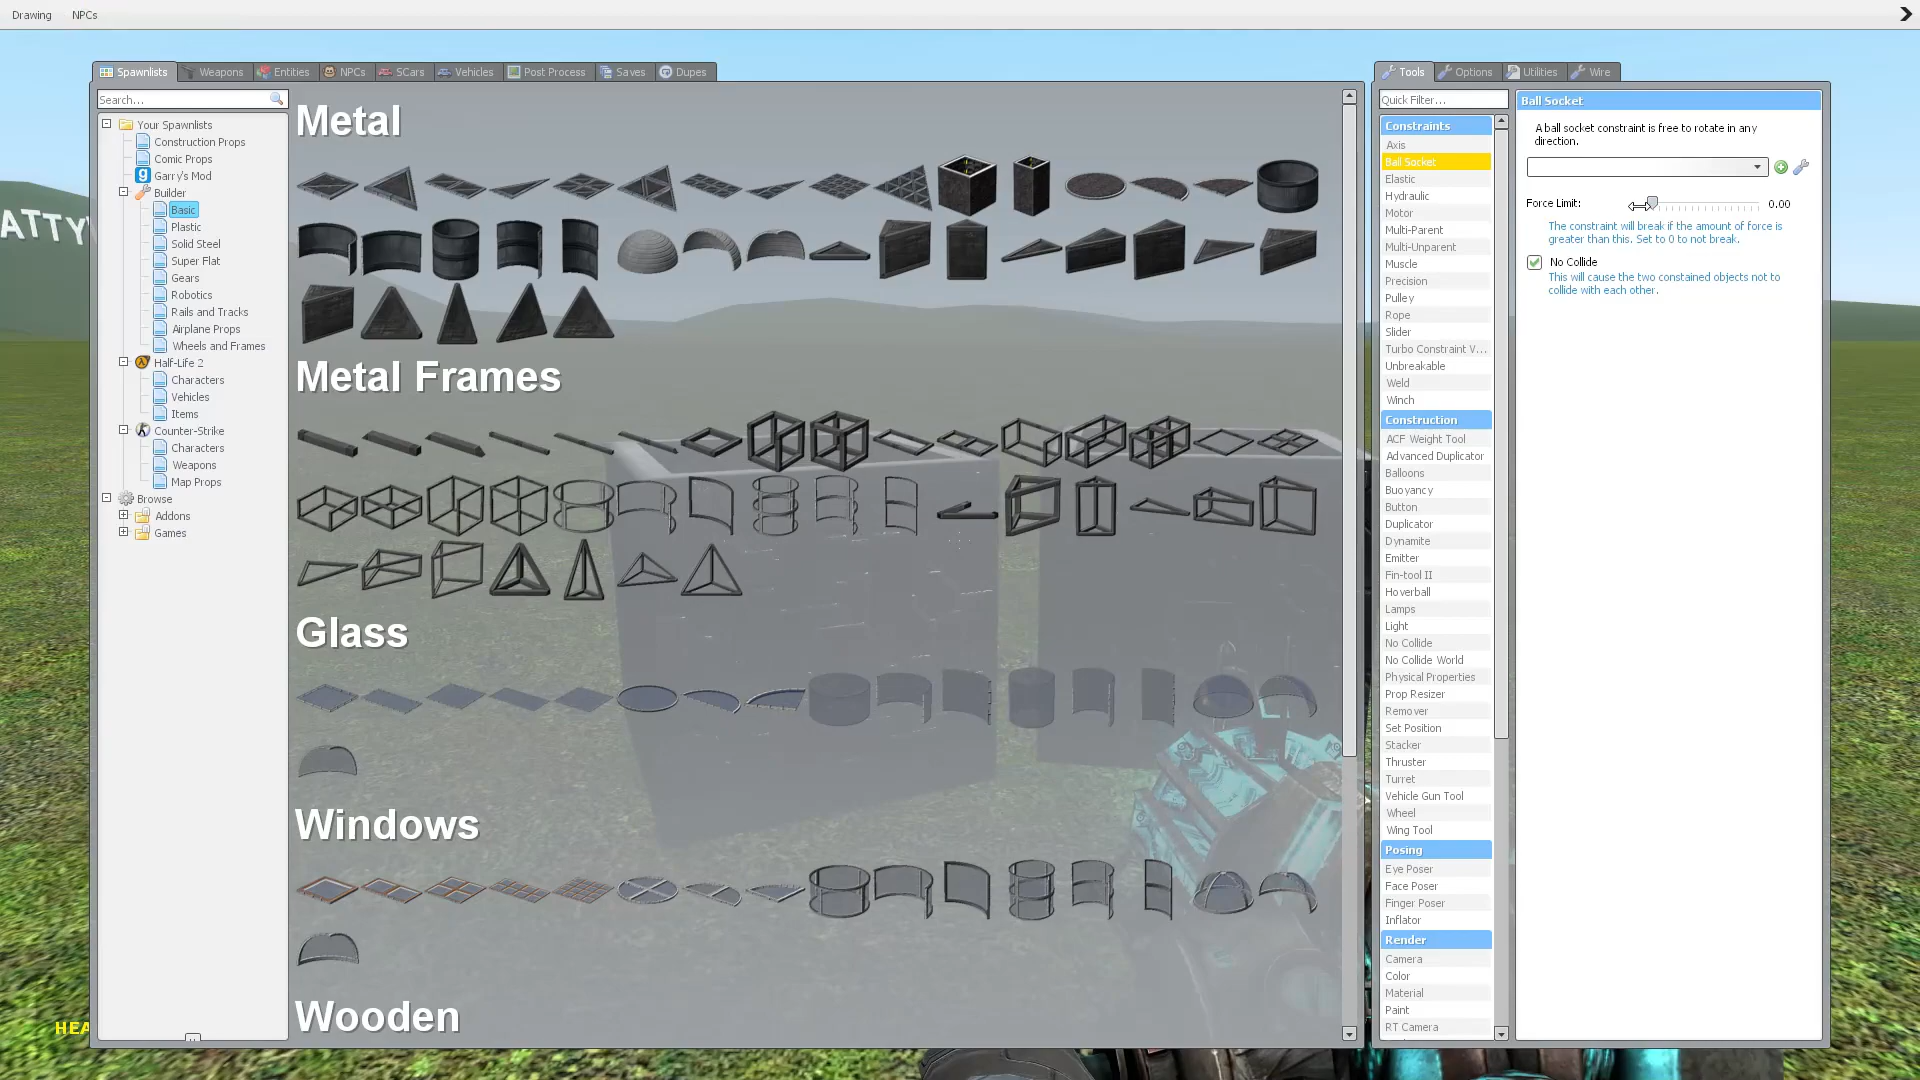 Drawing NPCs
ATTY
Spawnlists Weapons Entities NPCs SCars Vehicles Post Process Saves Dupes
Search...
Your Spawnlists
Construction Props
Comic Props
Garry's Mod
Builder
Basic
Plastic
Solid Steel
Super Flat
Gears
Robotics
Rails and Tracks
Airplane Props
Wheels and Frames
Half-Life 2
Characters
Vehicles
Items
Counter-Strike
Characters
Weapons
Map Props
Browse
Addons
Games
HEA
Metal
Metal Frames
Glass
Windows
Wooden
Tools Options Utilities Wire
Quick Filter...
Constraints
Axis
Ball Socket
Elastic
Hydraulic
Motor
Multi-Parent
Multi-Unparent
Muscle
Precision
Pulley
Rope
Slider
Turbo Constraint V...
Unbreakable
Weld
Winch
Construction
ACF Weight Tool
Advanced Duplicator
Balloons
Buoyancy
Button
Duplicator
Dynamite
Emitter
Fin-tool II
Hoverball
Lamps
Light
No Collide
No Collide World
Physical Properties
Prop Resizer
Remover
Set Position
Stacker
Thruster
Turret
Vehicle Gun Tool
Wheel
Wing Tool
Posing
Eye Poser
Face Poser
Finger Poser
Inflator
Render
Camera
Color
Material
Paint
RT Camera
Ball Socket
A ball socket constraint is free to rotate in any
direction.
Force Limit: 0.00
The constraint will break if the amount of force is
greater than this. Set to 0 to not break.
No Collide
This will cause the two constained objects not to
collide with each other.